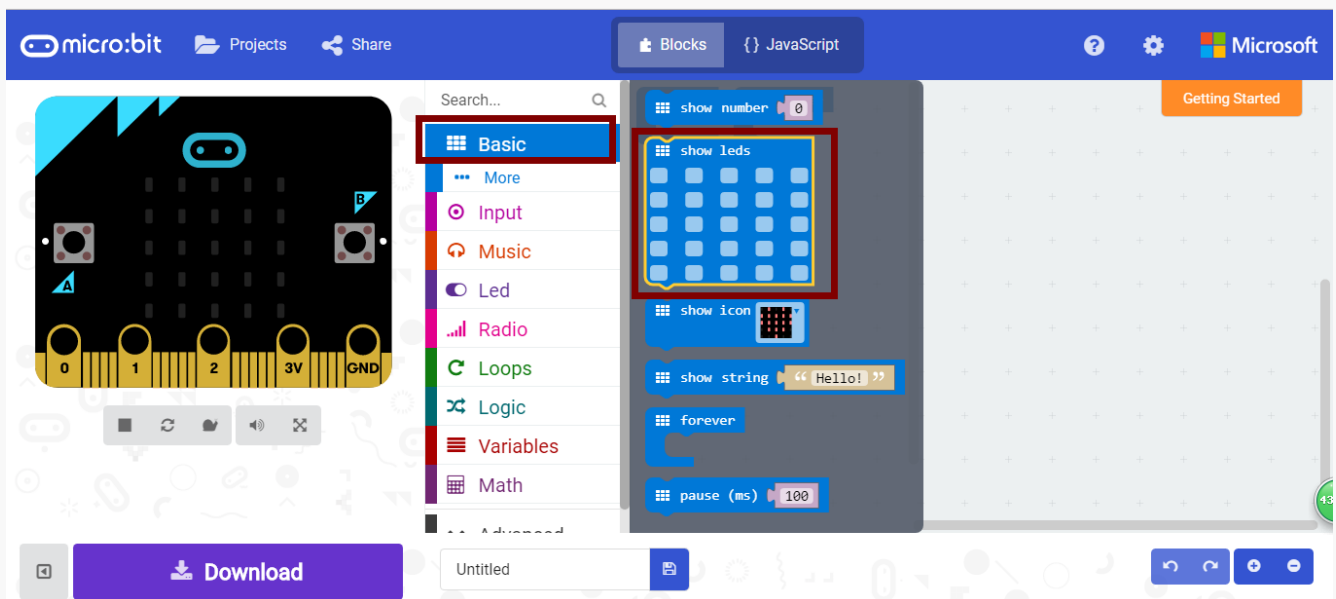 micro:bit Projects Share Blocks {} JavaScript ? Microsoft
Search...
Getting Started
Basic
More
Input
Music
Led
Radio
Loops
Logic
Variables
Math
Advanced
show number 0
show leds
show icon
show string “ Hello! ”
forever
pause (ms) 100
B
A
0 1 2 3V GND
43
Download
Untitled